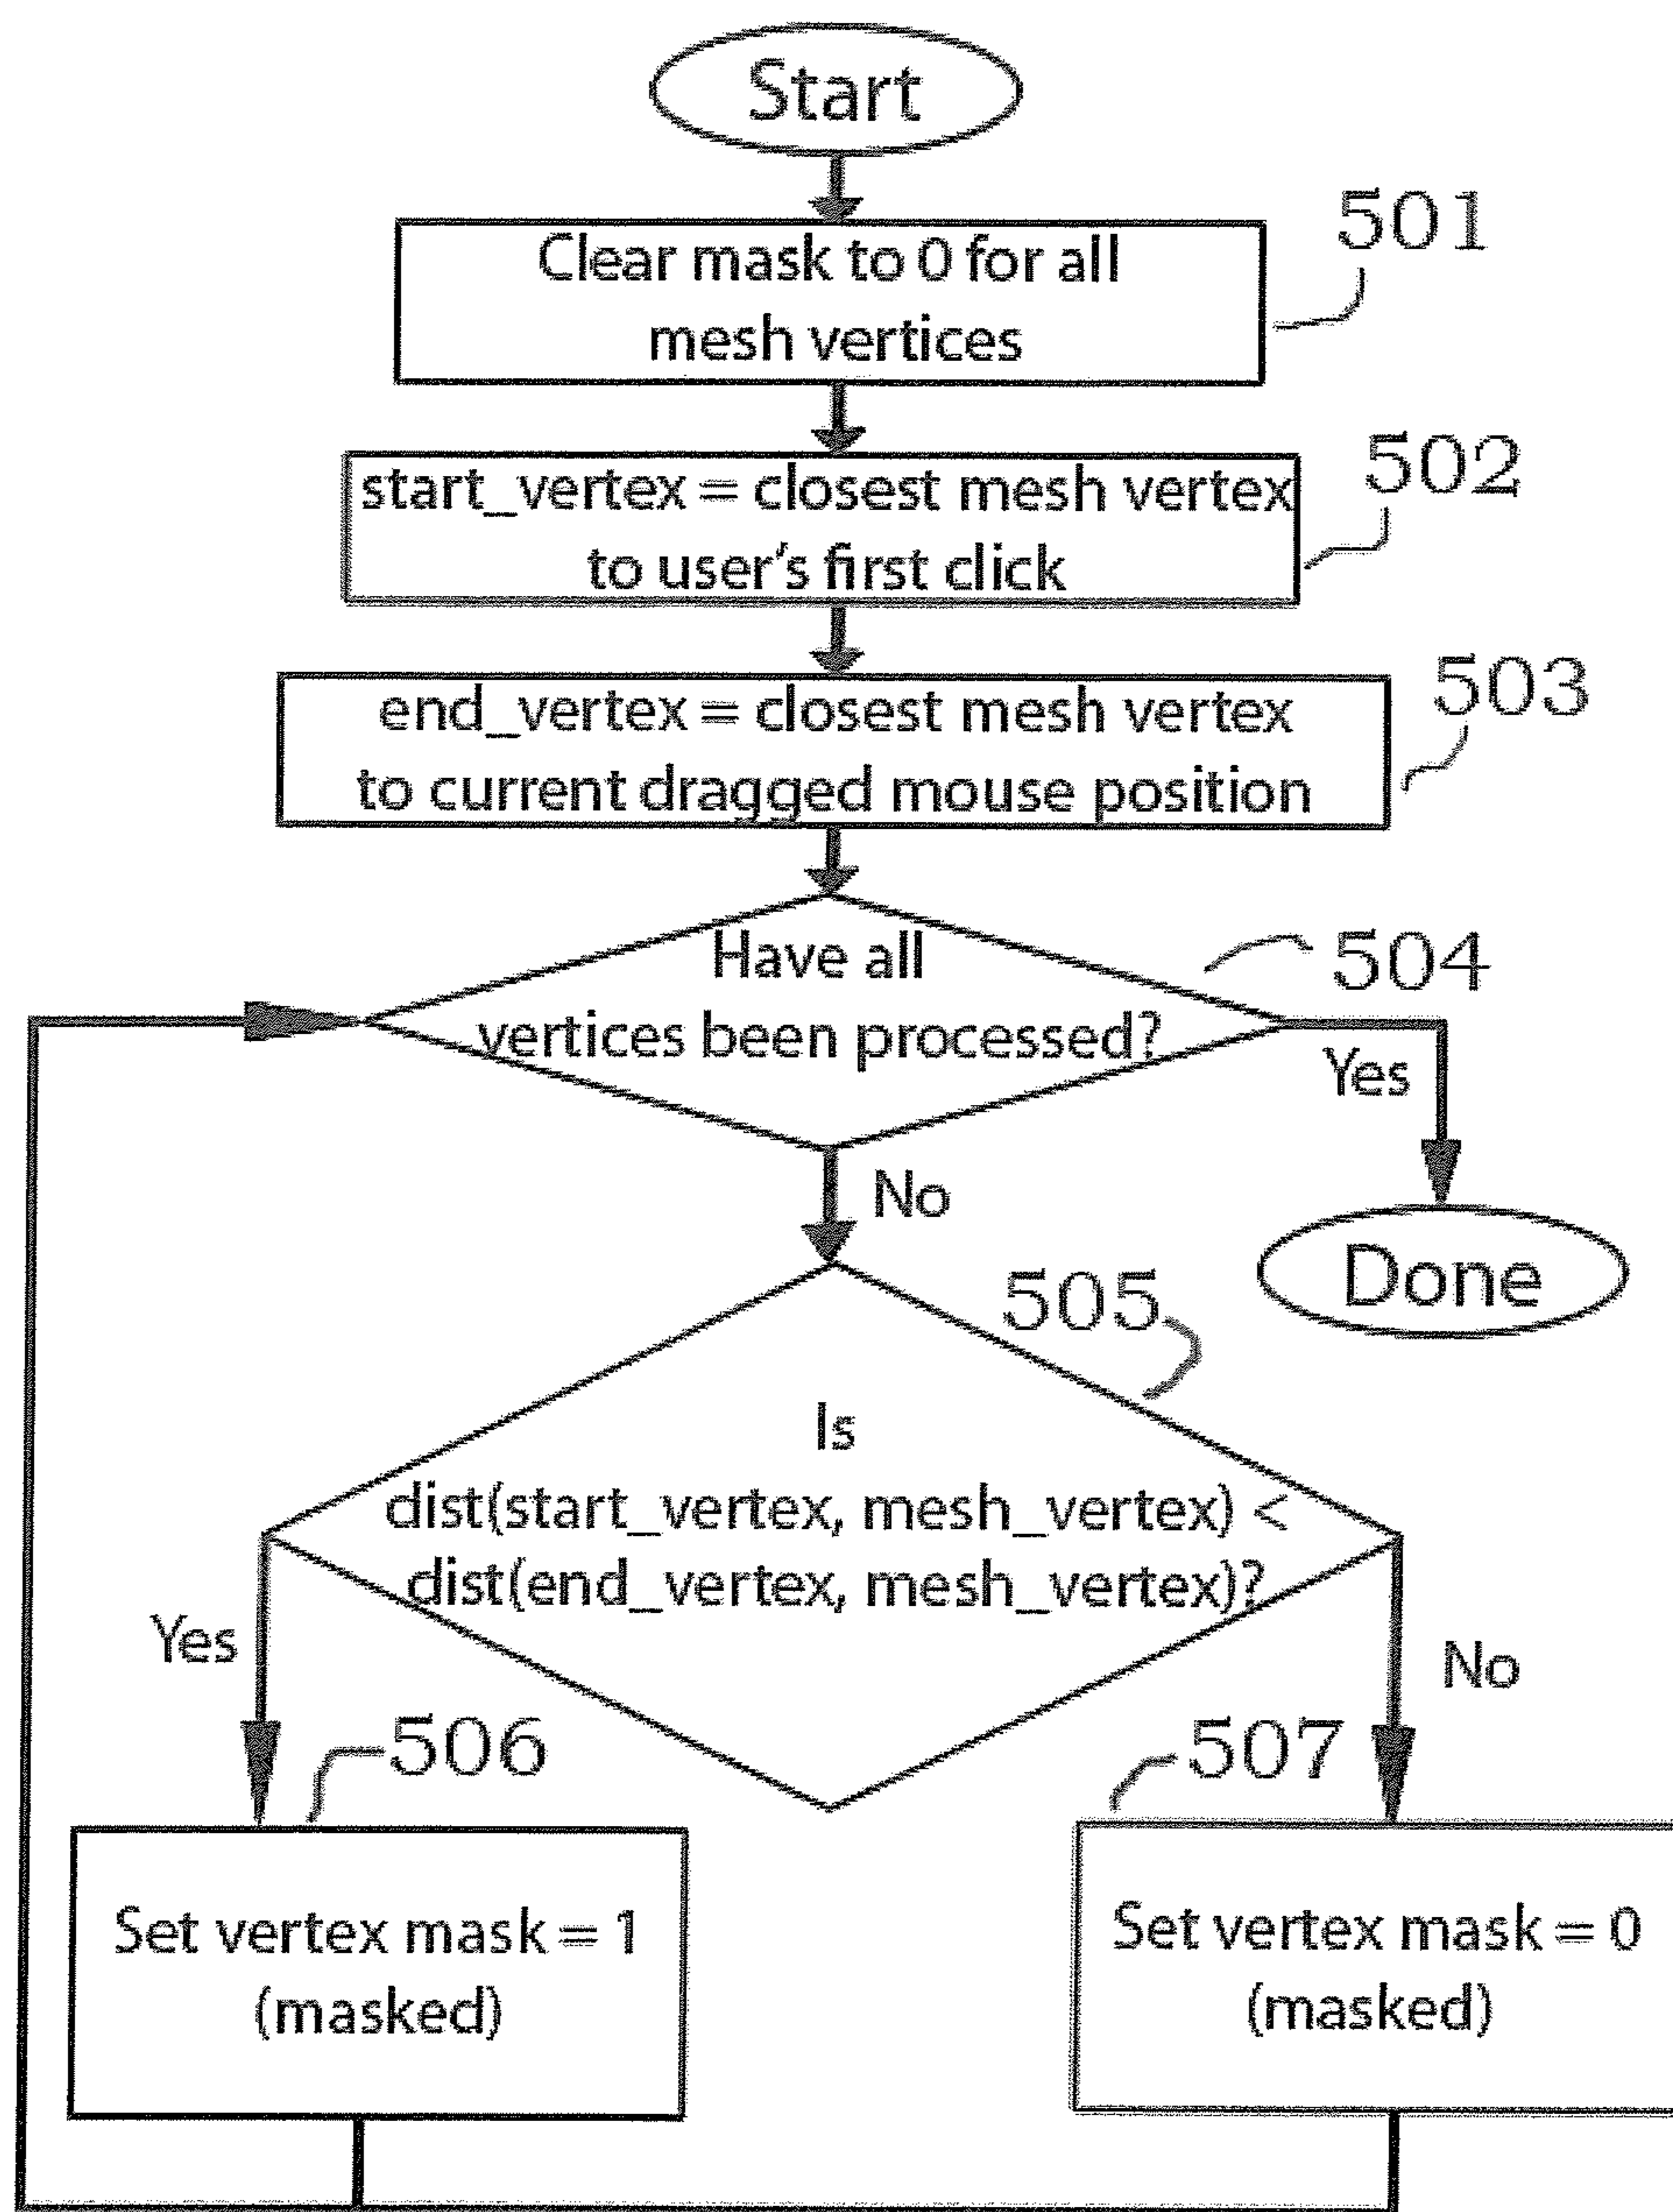 Start
501
Clear mask to 0 for all
mesh vertices
502
start_vertex = closest mesh vertex
to user's first click
503
end_vertex = closest mesh vertex
to current dragged mouse position
504
Have all
vertices been processed?
Yes
No
Done
505
Is
dist(start_vertex, mesh_vertex) <
dist(end_vertex, mesh_vertex)?
Yes
No
506
507
Set vertex mask = 1
(masked)
Set vertex mask = 0
(masked)